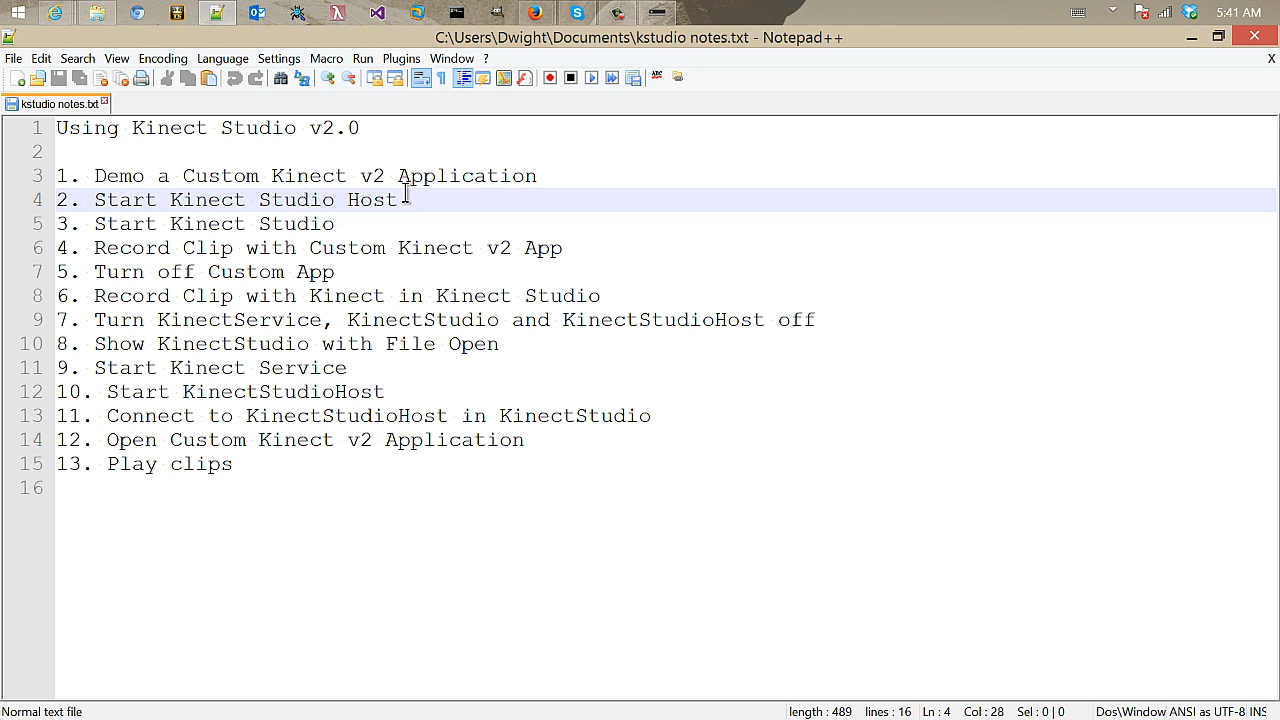 5:41 AM
C:\Users\Dwight\Documents\kstudio notes.txt - Notepad++
File Edit Search View Encoding Language Settings Macro Run Plugins Window ? X
kstudio notes.txt
1 Using Kinect Studio v2.0
2
3 1. Demo a Custom Kinect v2 Application
4 2. Start Kinect Studio Host
5 3. Start Kinect Studio
6 4. Record Clip with Custom Kinect v2 App
7 5. Turn off Custom App
8 6. Record Clip with Kinect in Kinect Studio
9 7. Turn KinectService, KinectStudio and KinectStudioHost off
10 8. Show KinectStudio with File Open
11 9. Start Kinect Service
12 10. Start KinectStudioHost
13 11. Connect to KinectStudioHost in KinectStudio
14 12. Open Custom Kinect v2 Application
15 13. Play clips
16
Normal text file length : 489 lines : 16 Ln : 4 Col : 28 Sel : 0 | 0 Dos\Window ANSI as UTF-8 INS